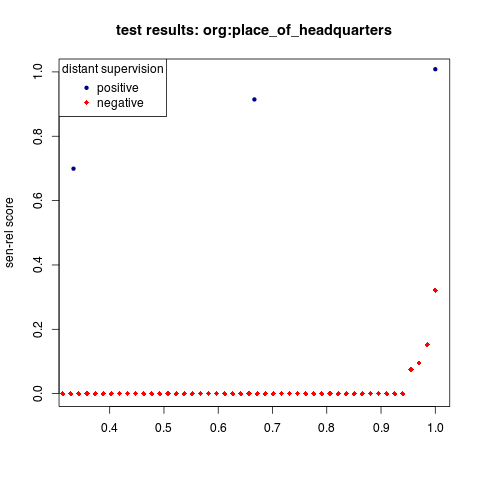 test results: org:place_of_headquarters
distant supervision
positive
negative
sen-rel score
1.0
0.8
0.6
0.4
0.2
0.0
0.4 0.5 0.6 0.7 0.8 0.9 1.0